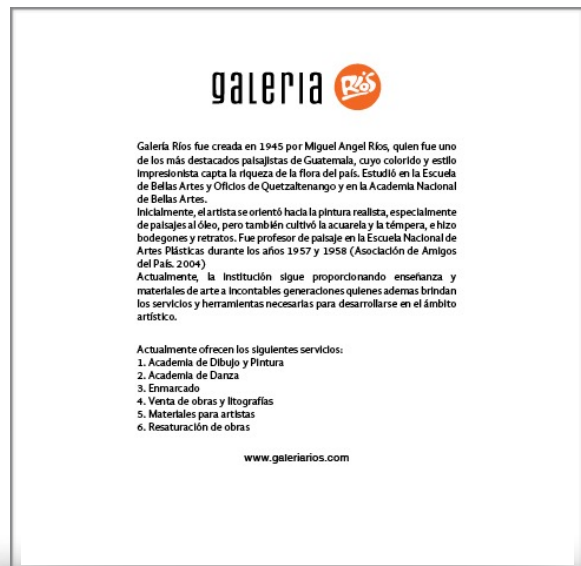 galeria Ríos
Galería Ríos fue creada en 1945 por Miguel Angel Ríos, quien fue uno
de los más destacados paisajistas de Guatemala, cuyo colorido y estilo
impresionista capta la riqueza de la flora del país. Estudió en la Escuela
de Bellas Artes y Oficios de Quetzaltenango y en la Academia Nacional
de Bellas Artes.
Inicialmente, el artista se orientó hacia la pintura realista, especialmente
de paisajes al óleo, pero también cultivó la acuarela y la témpera, e hizo
bodegones y retratos. Fue profesor de paisaje en la Escuela Nacional de
Artes Plásticas durante los años 1957 y 1958 (Asociación de Amigos
del País. 2004)
Actualmente, la institución sigue proporcionando enseñanza y
materiales de arte a incontables generaciones quienes ademas brindan
los servicios y herramientas necesarias para desarrollarse en el ámbito
artístico.
Actualmente ofrecen los siguientes servicios:
1. Academia de Dibujo y Pintura
2. Academia de Danza
3. Enmarcado
4. Venta de obras y litografías
5. Materiales para artistas
6. Resaturación de obras
www.galeriarios.com